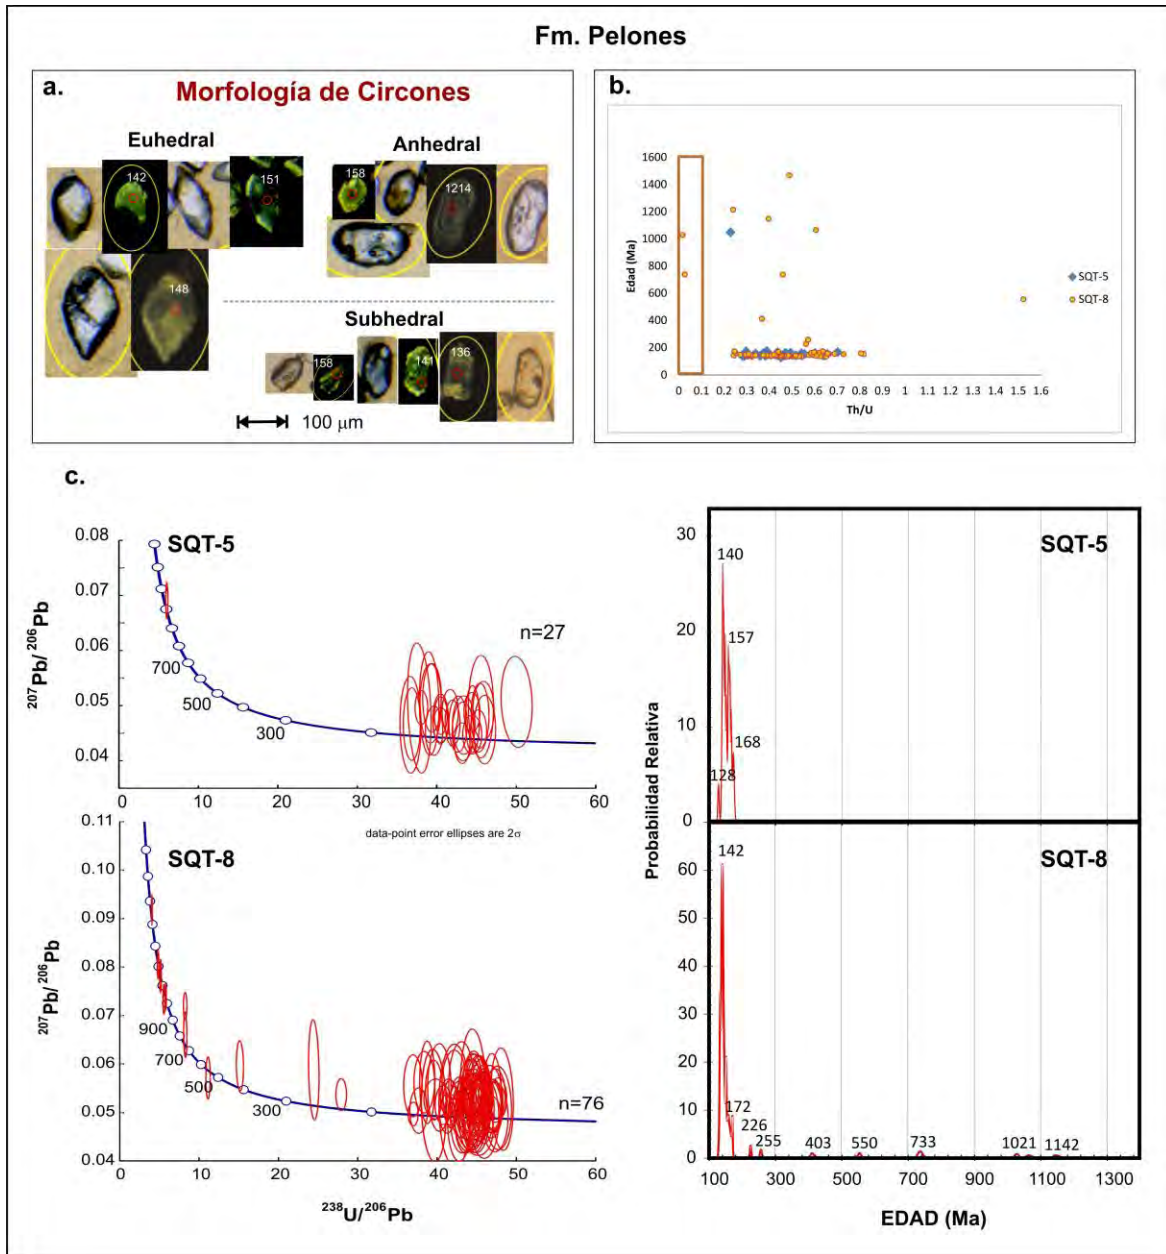 Fm. Pelones
a.
Morfología de Circones
Euhedral
Anhedral
142
151
158
1214
148
Subhedral
158
141
136
100 μm
b.
1600
1400
1200
1000
800
600
400
200
0
Edad (Ma)
0 0.1 0.2 0.3 0.4 0.5 0.6 0.7 0.8 0.9 1 1.1 1.2 1.3 1.4 1.5 1.6
Th/U
SQT-5
SQT-8
c.
SQT-5
0.08
0.07
0.06
0.05
0.04
207Pb/206Pb
n=27
700
500
300
0 10 20 30 40 50 60
data-point error ellipses are 2σ
SQT-8
0.11
0.10
0.09
0.08
0.07
0.06
0.05
0.04
207Pb/206Pb
900
700
500
300
n=76
0 10 20 30 40 50 60
238U/206Pb
SQT-5
30
20
10
0
140
157
168
128
Probabilidad Relativa
SQT-8
60
50
40
30
20
10
0
142
172
226
255
403
550
733
1021
1142
100 300 500 700 900 1100 1300
EDAD (Ma)